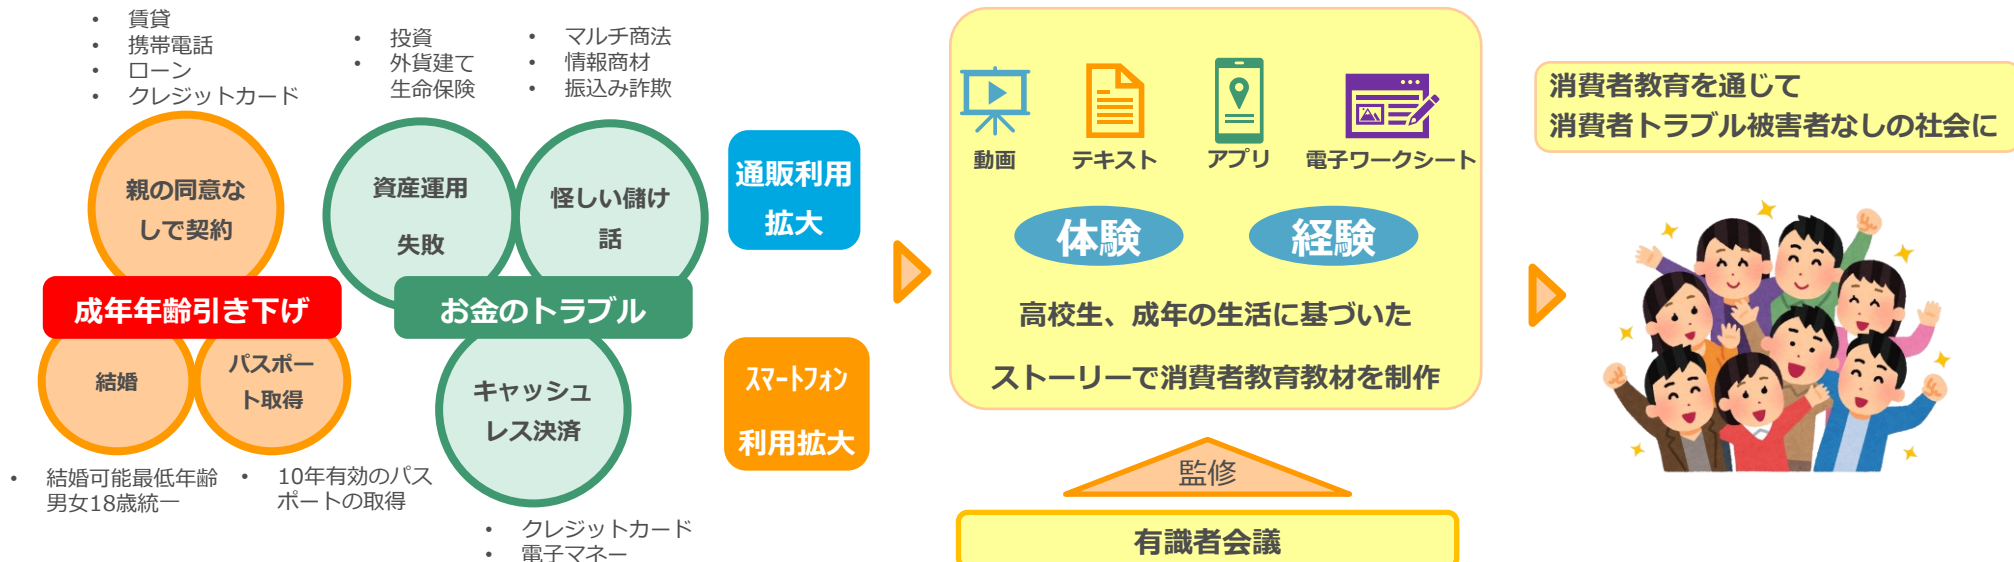 • 賃貸
• 携帯電話
• ローン
• クレジットカード
親の同意な
しで契約
成年年齢引き下げ
結婚
パスポー
ト取得
• 結婚可能最低年齢
男女18歳統一
• 10年有効のパス
ポートの取得
• 投資
• 外貨建て
生命保険
• マルチ商法
• 情報商材
• 振込み詐欺
資産運用
失敗
怪しい儲け
話
お金のトラブル
キャッシュ
レス決済
• クレジットカード
• 電子マネー
通販利用
拡大
ｽﾏｰﾄﾌｫﾝ
利用拡大
動画
テキスト
アプリ
電子ワークシート
体験
経験
高校生、成年の生活に基づいた
ストーリーで消費者教育教材を制作
監修
有識者会議
消費者教育を通じて
消費者トラブル被害者なしの社会に